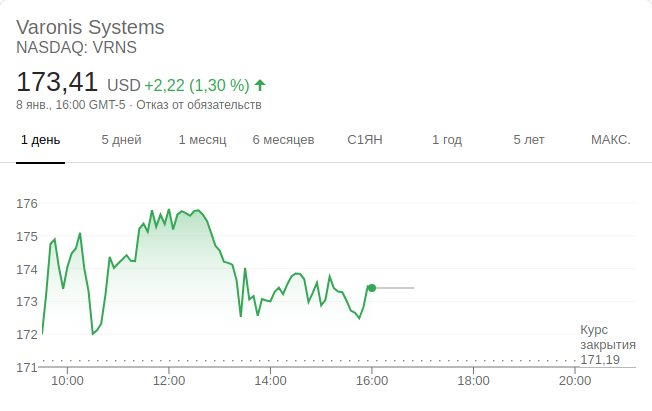 Varonis Systems
NASDAQ: VRNS
173,41 USD +2,22 (1,30 %)
8 янв., 16:00 GMT-5 · Отказ от обязательств
1 день 5 дней 1 месяц 6 месяцев С1ЯН 1 год 5 лет МАКС.
176
175
174
173
172
171
Курс
закрытия
171,19
10:00 12:00 14:00 16:00 18:00 20:00